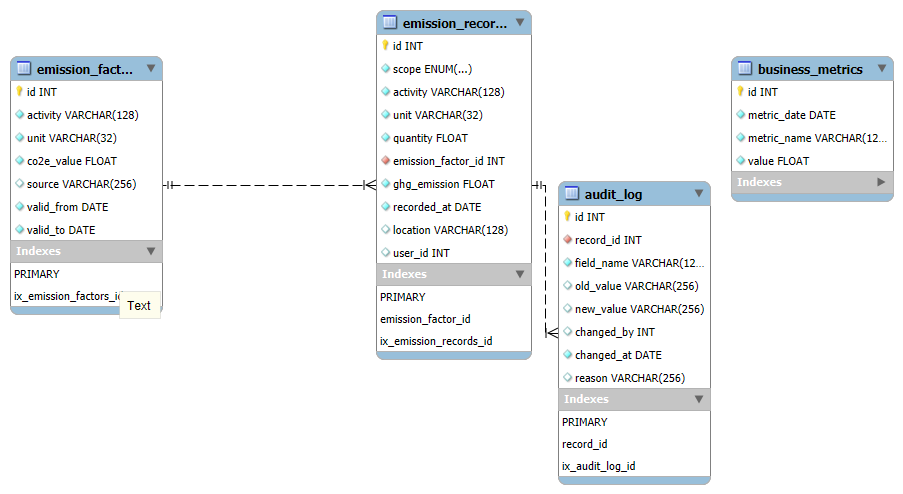 emission_fact...
id INT
activity VARCHAR(128)
unit VARCHAR(32)
co2e_value FLOAT
source VARCHAR(256)
valid_from DATE
valid_to DATE
Indexes
PRIMARY
ix_emission_factors_id
Text
emission_recor...
id INT
scope ENUM(...)
activity VARCHAR(128)
unit VARCHAR(32)
quantity FLOAT
emission_factor_id INT
ghg_emission FLOAT
recorded_at DATE
location VARCHAR(128)
user_id INT
Indexes
PRIMARY
emission_factor_id
ix_emission_records_id
audit_log
id INT
record_id INT
field_name VARCHAR(12...
old_value VARCHAR(256)
new_value VARCHAR(256)
changed_by INT
changed_at DATE
reason VARCHAR(256)
Indexes
PRIMARY
record_id
ix_audit_log_id
business_metrics
id INT
metric_date DATE
metric_name VARCHAR(12...
value FLOAT
Indexes